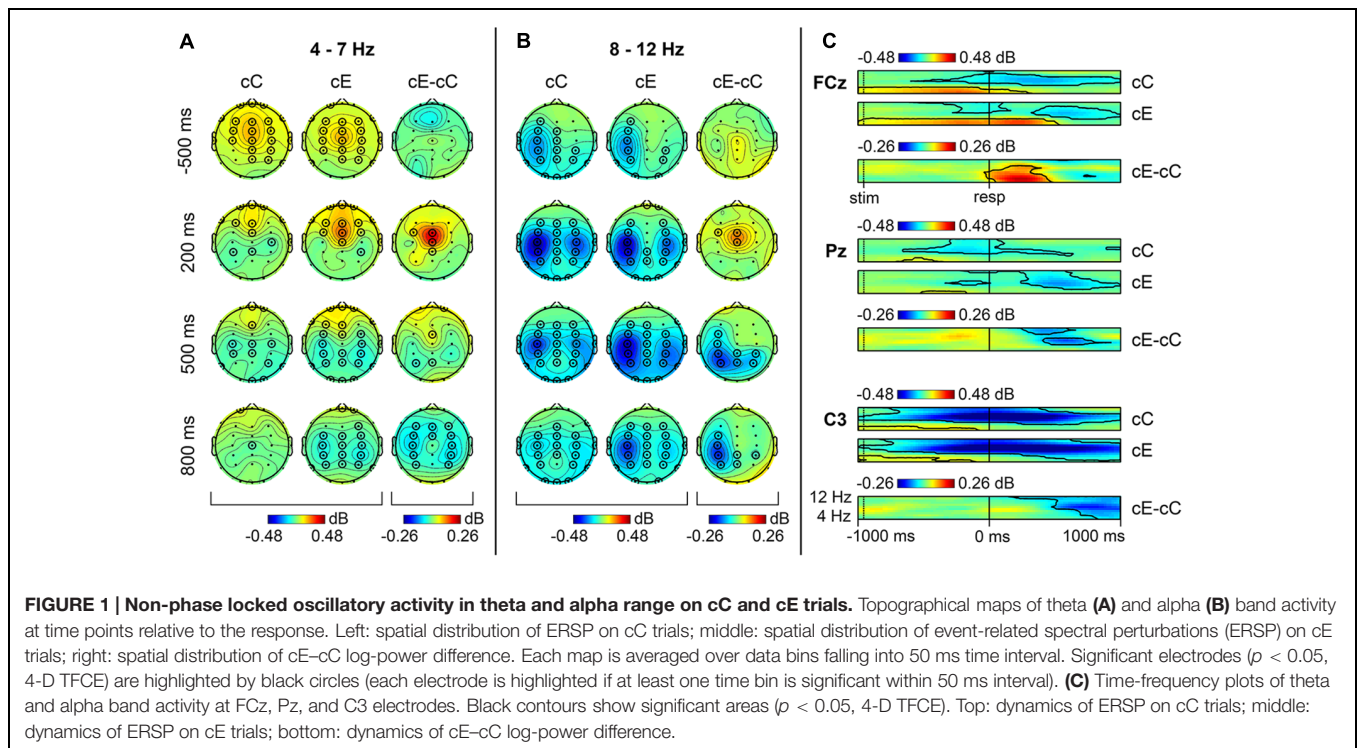 A
4 - 7 Hz
cC cE cE-cC
-500 ms
200 ms
500 ms
800 ms
dB dB
-0.48 0.48 -0.26 0.26
B
8 - 12 Hz
cC cE cE-cC
dB dB
-0.48 0.48 -0.26 0.26
C
-0.48 0.48 dB
FCz cC
cE
-0.26 0.26 dB
cE-cC
stim resp
-0.48 0.48 dB
Pz cC
cE
-0.26 0.26 dB
cE-cC
-0.48 0.48 dB
C3 cC
cE
-0.26 0.26 dB
12 Hz
4 Hz
cE-cC
-1000 ms 0 ms 1000 ms
FIGURE 1 | Non-phase locked oscillatory activity in theta and alpha range on cC and cE trials. Topographical maps of theta (A) and alpha (B) band activity
at time points relative to the response. Left: spatial distribution of ERSP on cC trials; middle: spatial distribution of event-related spectral perturbations (ERSP) on cE
trials; right: spatial distribution of cE–cC log-power difference. Each map is averaged over data bins falling into 50 ms time interval. Significant electrodes (p < 0.05,
4-D TFCE) are highlighted by black circles (each electrode is highlighted if at least one time bin is significant within 50 ms interval). (C) Time-frequency plots of theta
and alpha band activity at FCz, Pz, and C3 electrodes. Black contours show significant areas (p < 0.05, 4-D TFCE). Top: dynamics of ERSP on cC trials; middle:
dynamics of ERSP on cE trials; bottom: dynamics of cE–cC log-power difference.